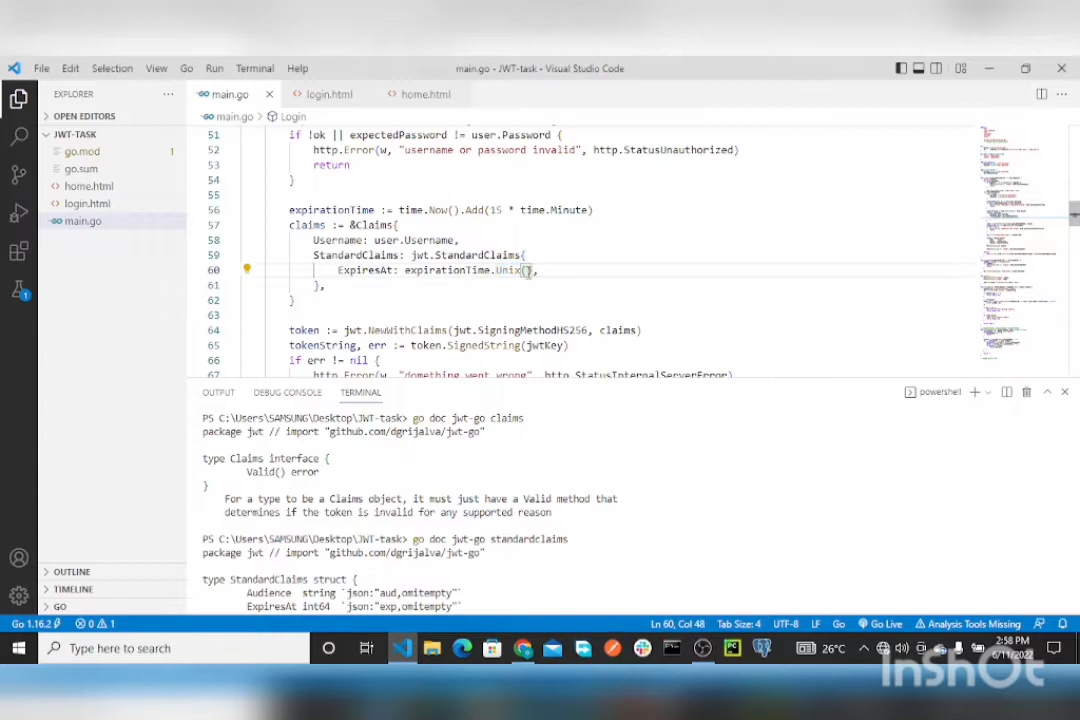 File Edit Selection View Go Run Terminal Help
main.go - JWT-task - Visual Studio Code
EXPLORER
main.go
login.html
home.html
OPEN EDITORS
main.go > Login
JWT-TASK
go.mod 1
go.sum
home.html
login.html
main.go
51 if !ok || expectedPassword != user.Password {
52 http.Error(w, "username or password invalid", http.StatusUnauthorized)
53 return
54 }
55
56 expirationTime := time.Now().Add(15 * time.Minute)
57 claims := &Claims{
58 Username: user.Username,
59 StandardClaims: jwt.StandardClaims{
60 ExpiresAt: expirationTime.Unix(),
61 },
62 }
63
64 token := jwt.NewWithClaims(jwt.SigningMethodHS256, claims)
65 tokenString, err := token.SignedString(jwtKey)
66 if err != nil {
67 http.Error(w, "domething went wrong", http.StatusInternalServerError)
OUTPUT DEBUG CONSOLE TERMINAL
powershell
PS C:\Users\SAMSUNG\Desktop\JWT-task> go doc jwt-go claims
package jwt // import "github.com/dgrijalva/jwt-go"
type Claims interface {
Valid() error
}
For a type to be a Claims object, it must just have a Valid method that
determines if the token is invalid for any supported reason
PS C:\Users\SAMSUNG\Desktop\JWT-task> go doc jwt-go standardclaims
package jwt // import "github.com/dgrijalva/jwt-go"
type StandardClaims struct {
Audience string `json:"aud,omitempty"`
ExpiresAt int64 `json:"exp,omitempty"`
OUTLINE
TIMELINE
GO
Go 1.16.2 0 1 Ln 60, Col 48 Tab Size: 4 UTF-8 LF Go Go Live Analysis Tools Missing
Type here to search
26°C
2:58 PM
6/11/2022
InShOt